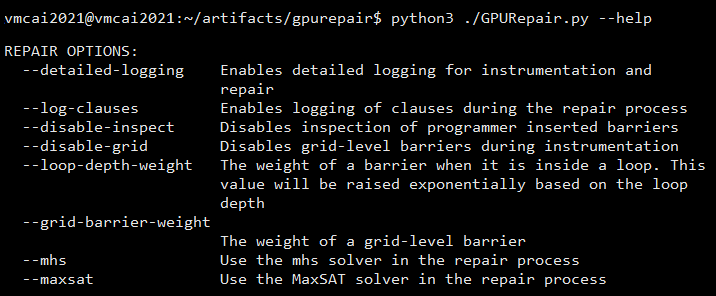 vmcai2021@vmcai2021:~/artifacts/gpurepair$ python3 ./GPURepair.py --help
REPAIR OPTIONS:
--detailed-logging Enables detailed logging for instrumentation and
repair
--log-clauses Enables logging of clauses during the repair process
--disable-inspect Disables inspection of programmer inserted barriers
--disable-grid Disables grid-level barriers during instrumentation
--loop-depth-weight The weight of a barrier when it is inside a loop. This
value will be raised exponentially based on the loop
depth
--grid-barrier-weight
The weight of a grid-level barrier
--mhs Use the mhs solver in the repair process
--maxsat Use the MaxSAT solver in the repair process